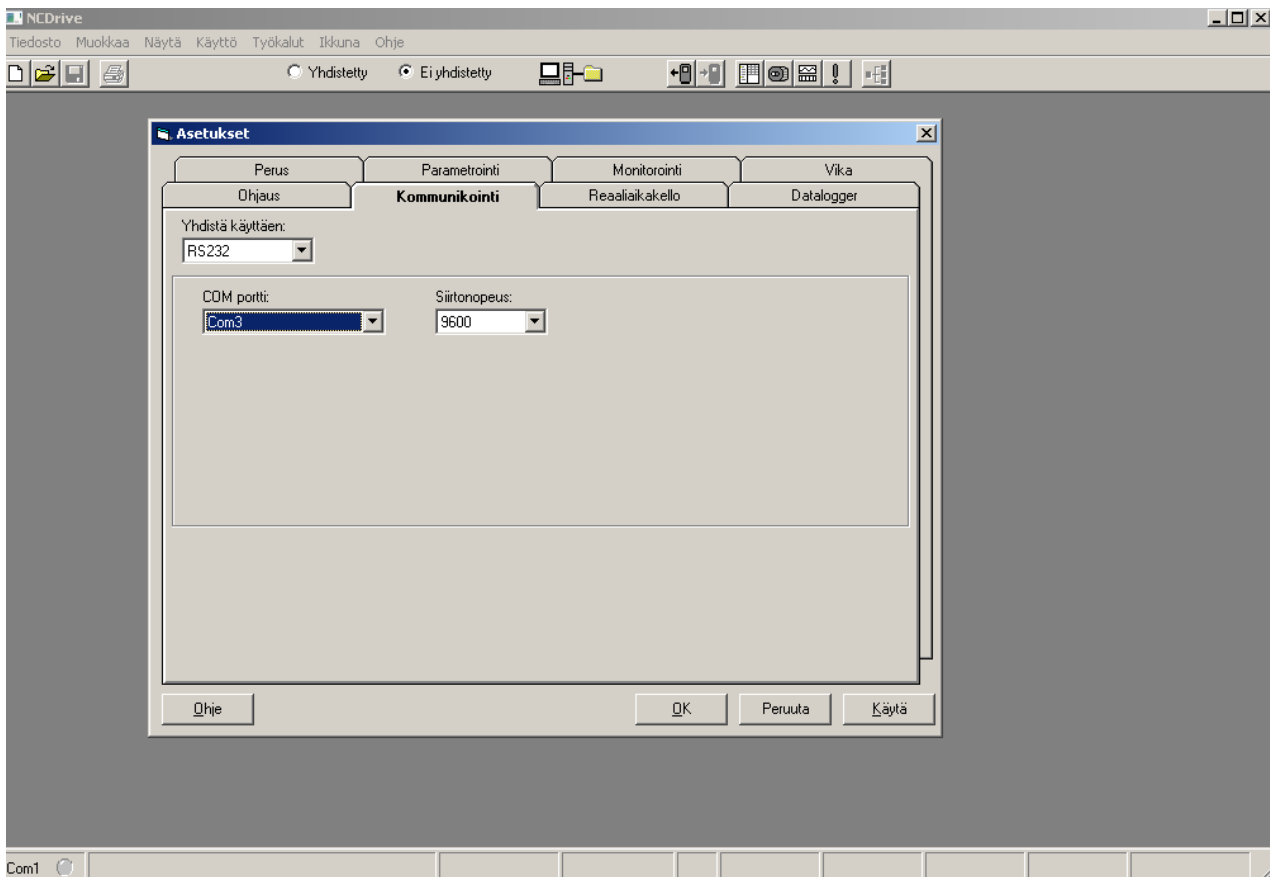 NCDrive
Tiedosto Muokkaa Näytä Käyttö Työkalut Ikkuna Ohje
Yhdistetty Ei yhdistetty
Asetukset
Perus Parametrointi Monitorointi Vika
Ohjaus Kommunikointi Reaaliaikakello Datalogger
Yhdistä käyttäen:
RS232
COM portti: Siirtonopeus:
Com3 9600
Ohje OK Peruuta Käytä
Com1